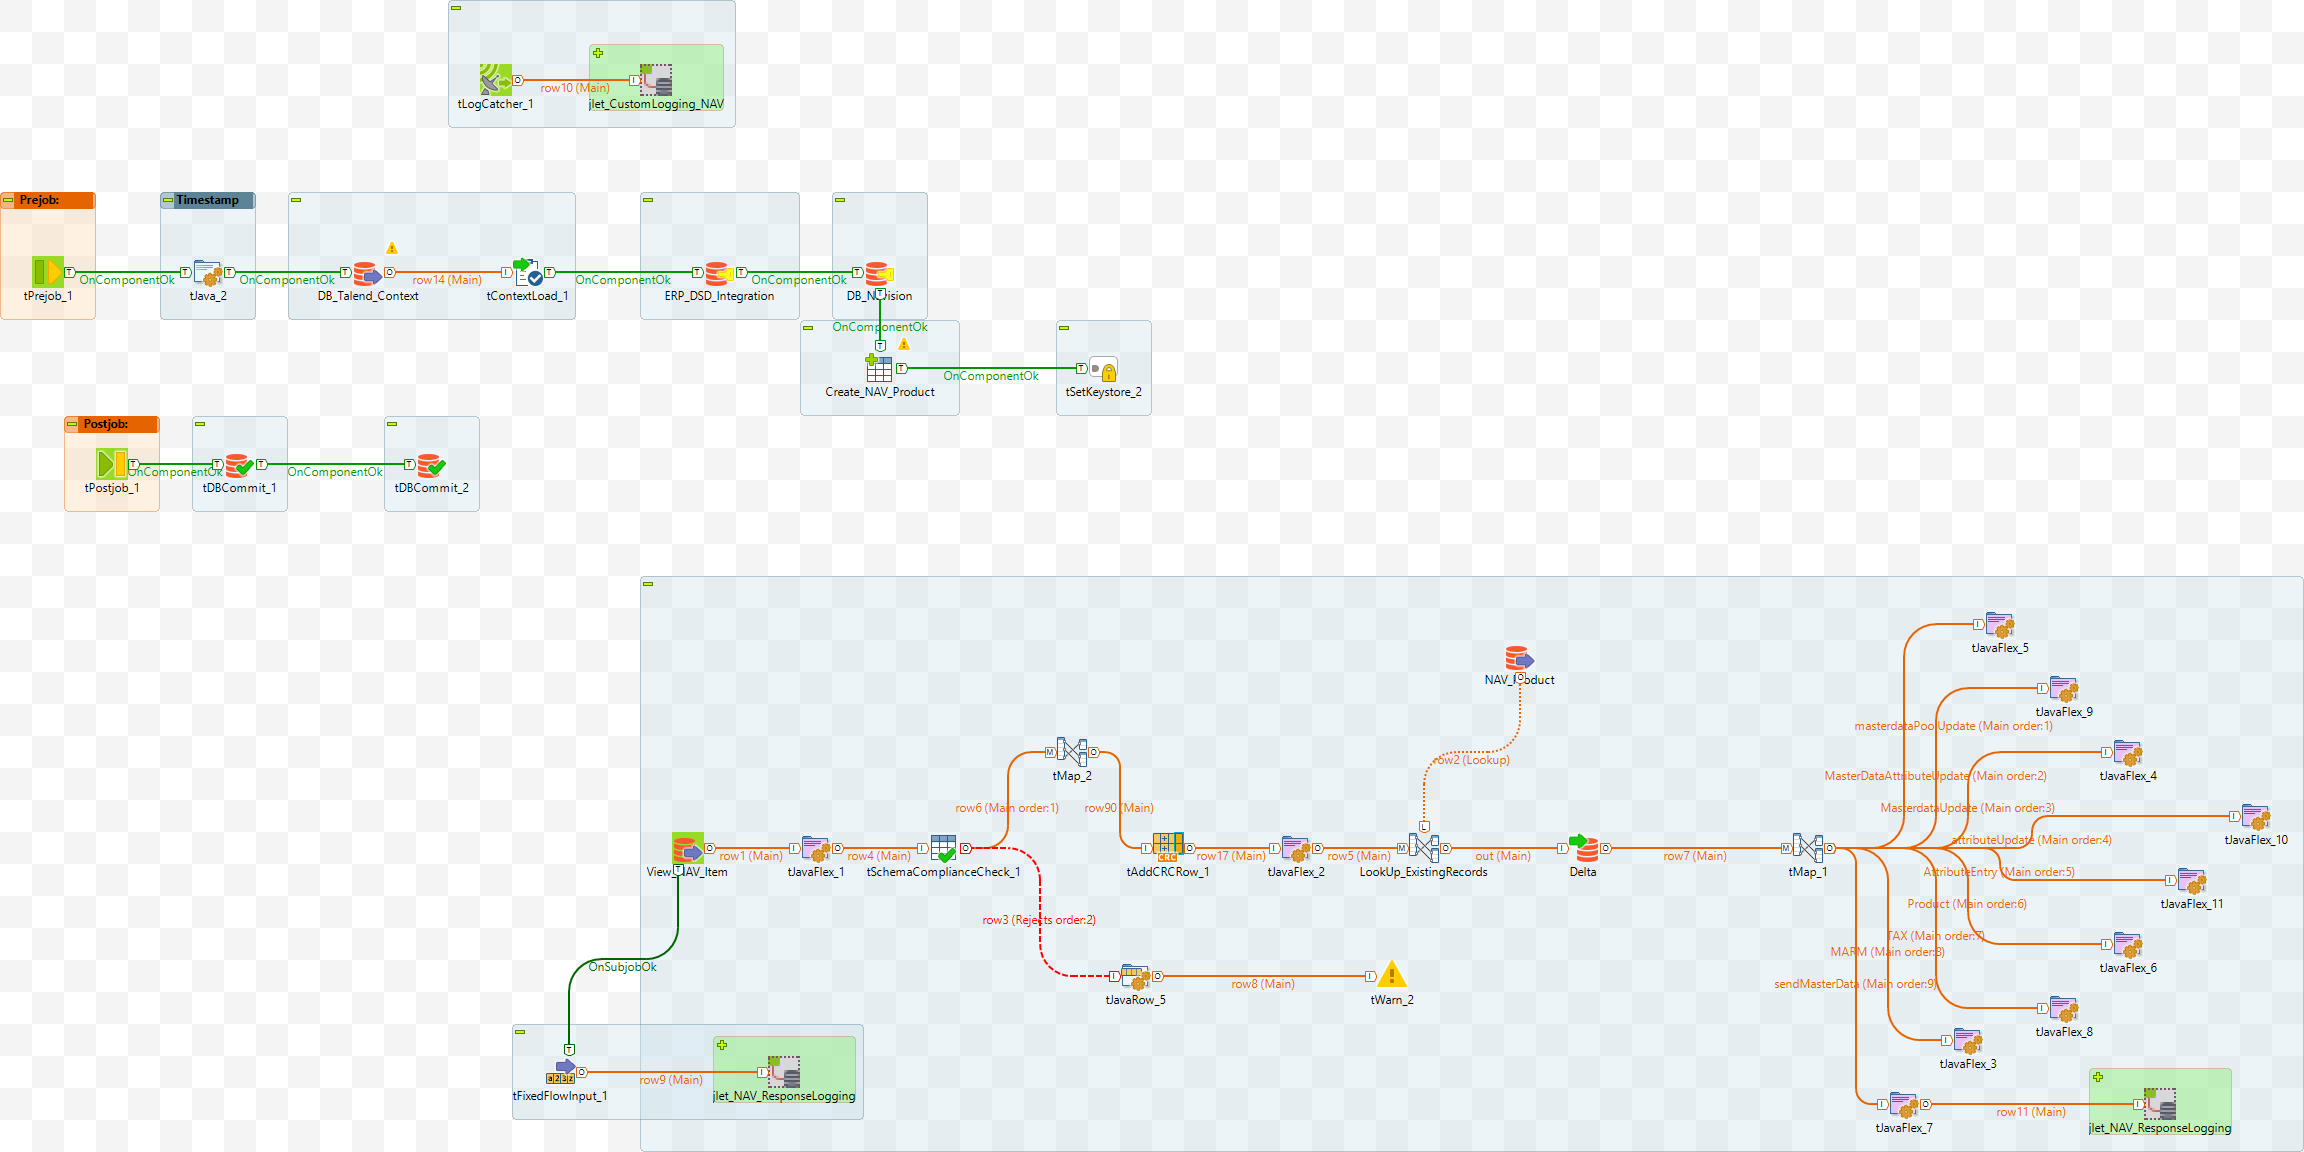 row10 (Main)
tLogCatcher_1
jlet_CustomLogging_NAV
Prejob:
Timestamp
OnComponentOk
OnComponentOk
row14 (Main)
OnComponentOk
OnComponentOk
tPrejob_1
tJava_2
DB_Talend_Context
tContextLoad_1
ERP_DSD_Integration
OnComponentOk
OnComponentOk
Create_NAV_Product
tSetKeystore_2
Postjob:
OnComponentOk
OnComponentOk
tPostjob_1
tDBCommit_1
tDBCommit_2
tJavaFlex_5
NAV_Product
tJavaFlex_9
masterdataPoolUpdate (Main order:1)
row2 (Lookup)
tMap_2
MasterDataAttributeUpdate (Main order:2)
tJavaFlex_4
row6 (Main order:1)
row90 (Main)
MasterdataUpdate (Main order:3)
attributeUpdate (Main order:4)
tJavaFlex_10
row1 (Main)
row4 (Main)
row17 (Main)
row5 (Main)
out (Main)
row7 (Main)
View_NAV_Item
tJavaFlex_1
tSchemaComplianceCheck_1
tAddCRCRow_1
tJavaFlex_2
LookUp_ExistingRecords
Delta
tMap_1
AttributeEntry (Main order:5)
Product (Main order:6)
tJavaFlex_11
row3 (Rejects order:2)
TAX (Main order:7)
MARM (Main order:8)
OnSubjobOk
tJavaFlex_6
row8 (Main)
sendMasterData (Main order:9)
tJavaRow_5
tWarn_2
tJavaFlex_8
tJavaFlex_3
row9 (Main)
tFixedFlowInput_1
jlet_NAV_ResponseLogging
row11 (Main)
tJavaFlex_7
jlet_NAV_ResponseLogging